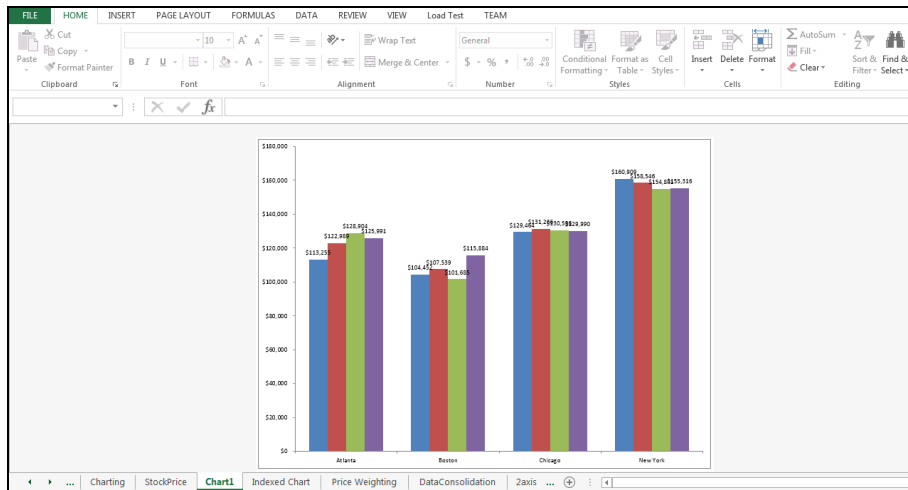 FILE HOME INSERT PAGE LAYOUT FORMULAS DATA REVIEW VIEW Load Test TEAM
Cut
Copy
Format Painter
Paste
Clipboard
10 A A
B I U A
Font
Wrap Text
Merge & Center
Alignment
General
$ % , .0 .00
Number
Conditional Formatting
Format as Table
Cell Styles
Styles
Insert Delete Format
Cells
AutoSum
Fill
Clear
Sort & Filter
Find & Select
Editing
fx
$180,000
$160,000
$140,000
$120,000
$100,000
$80,000
$60,000
$40,000
$20,000
$0
$113,255 $122,989 $128,904 $125,991
$104,452 $107,539 $101,685 $115,884
$129,464 $129,990
$158,546 $155,316
Atlanta Boston Chicago New York
... Charting StockPrice Chart1 Indexed Chart Price Weighting DataConsolidation 2axis ...